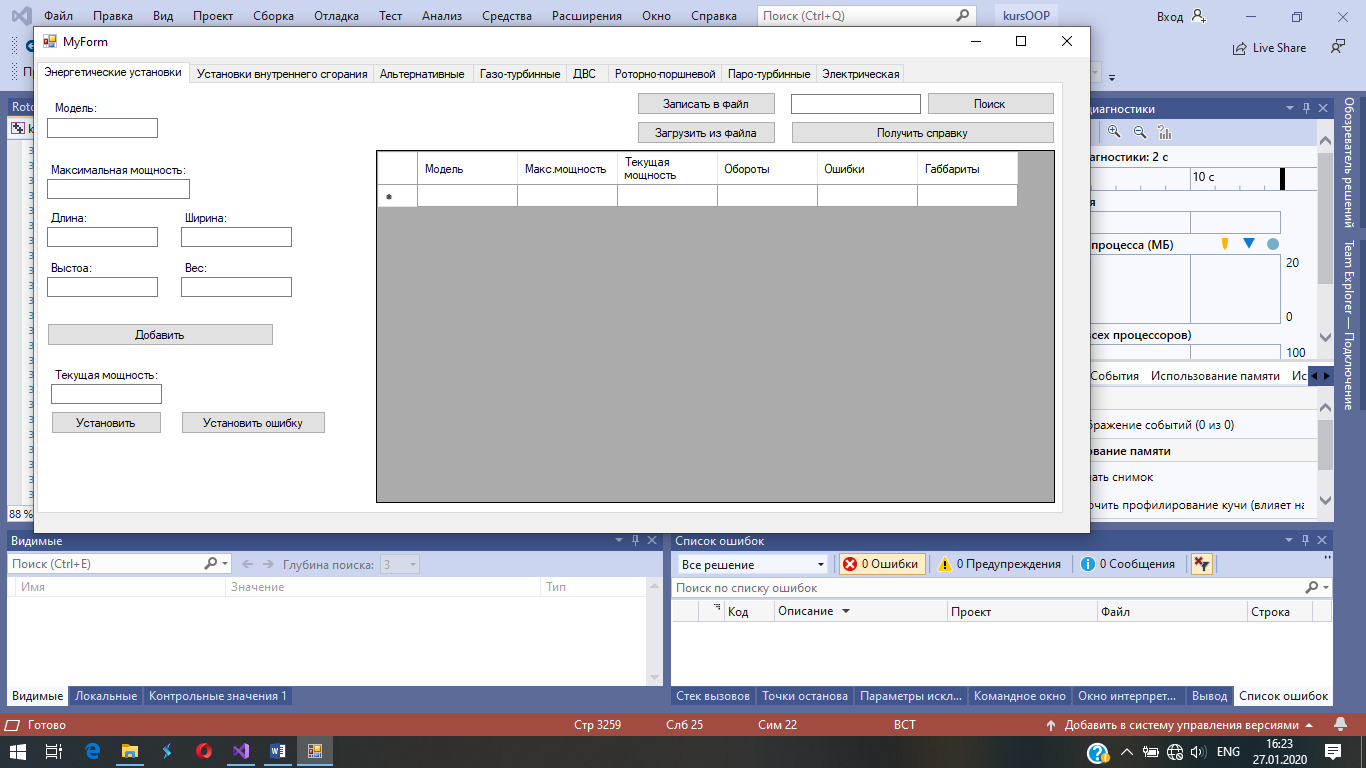 Файл Правка Вид Проект Сборка Отладка Тест Анализ Средства Расширения Окно Справка Поиск (Ctrl+Q) kursOOP Вход
MyForm
Live Share
Энергетические установки Установки внутреннего сгорания Альтернативные Газо-турбинные ДВС Роторно-поршневой Паро-турбинные Электрическая
Модель:
Записать в файл Поиск
Загрузить из файла Получить справку
Максимальная мощность:
Длина: Ширина:
Выстоа: Вес:
Добавить
Текущая мощность:
Установить Установить ошибку
Модель Макс.мощность Текущая мощность Обороты Ошибки Габбариты
диагностики
агностики: 2 с
10 с
процесса (МБ)
20
0
всех процессоров)
100
События Использование памяти Ис
бражение событий (0 из 0)
ование памяти
ать снимок
очить профилирование кучи (влияет на
Обозреватель решений
Team Explorer — Подключение
88 %
Видимые
Поиск (Ctrl+E) Глубина поиска: 3
Имя Значение Тип
Видимые Локальные Контрольные значения 1
Список ошибок
Все решение 0 Ошибки 0 Предупреждения 0 Сообщения
Поиск по списку ошибок
Код Описание Проект Файл Строка
Стек вызовов Точки останова Параметры искл... Командное окно Окно интерпрет... Вывод Список ошибок
Готово Стр 3259 Слб 25 Сим 22 ВСТ Добавить в систему управления версиями
ENG
16:23
27.01.2020